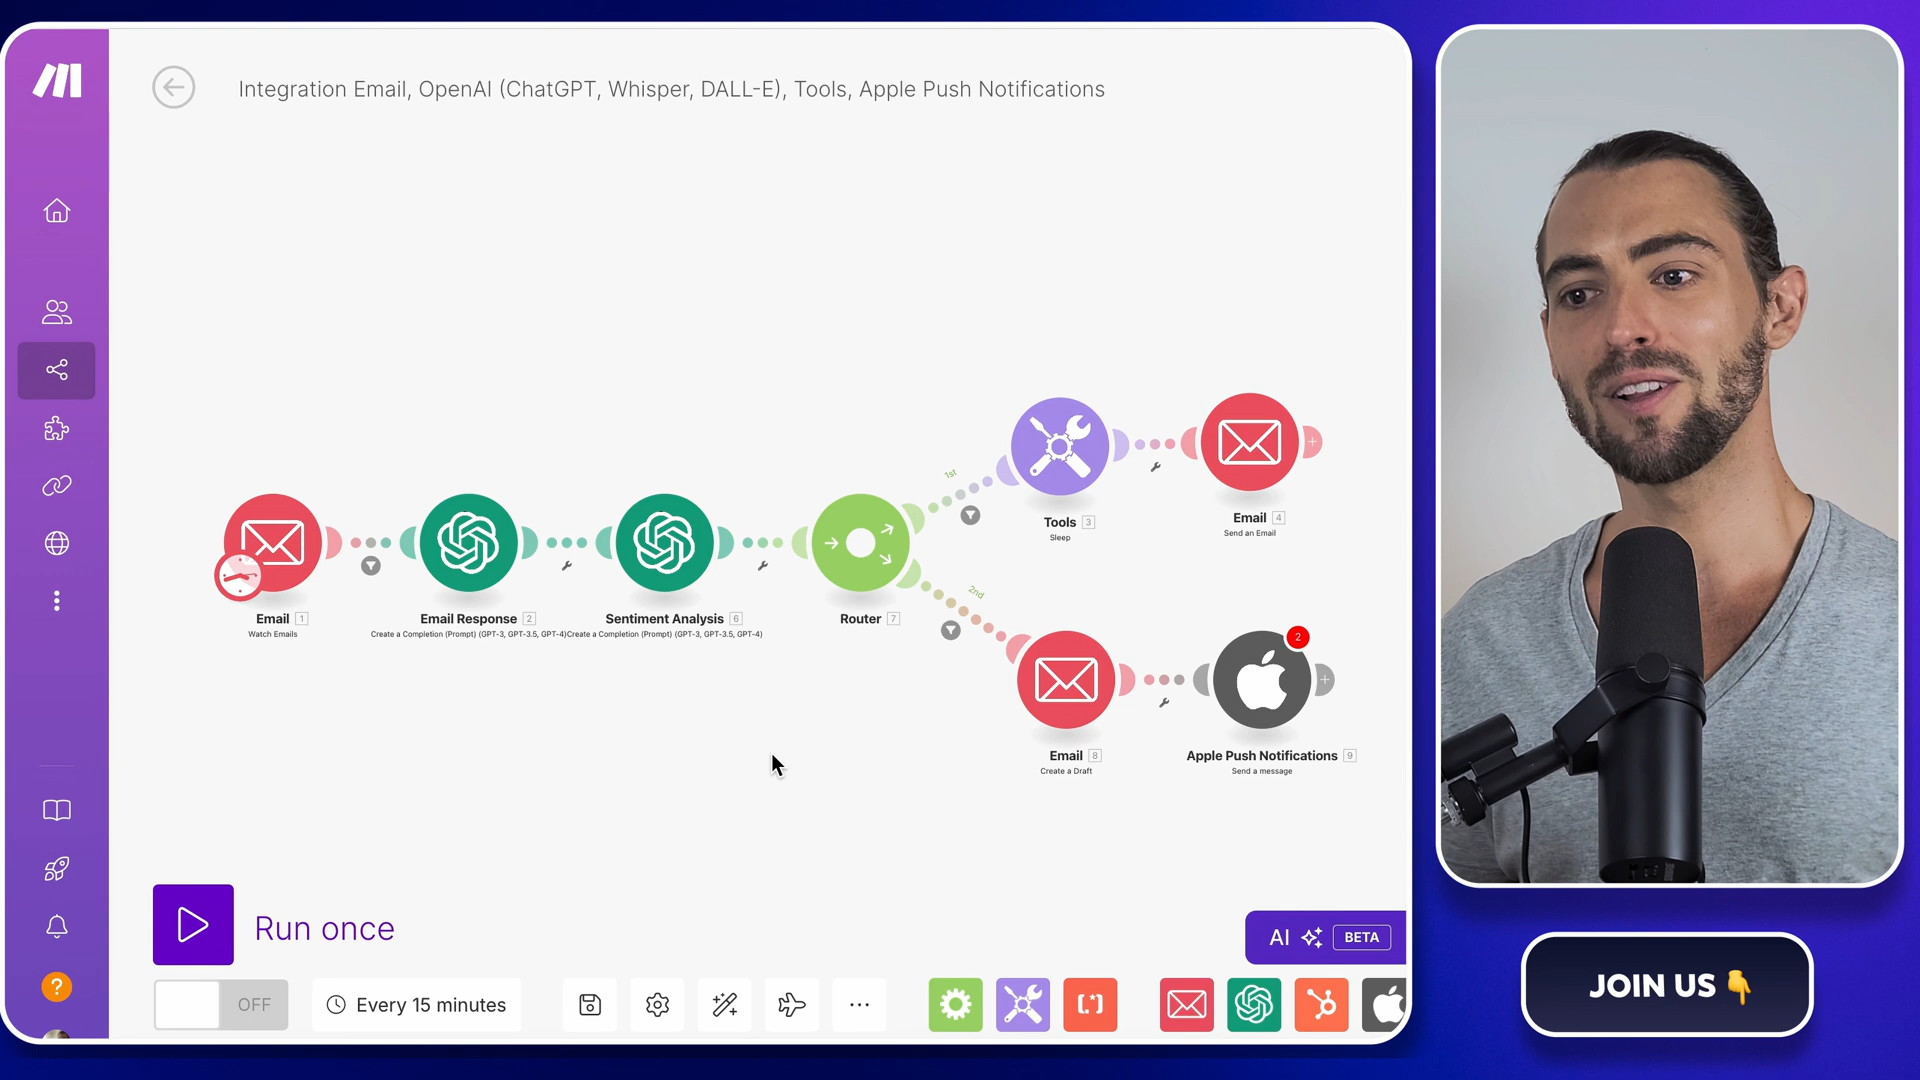 Integration Email, OpenAI (ChatGPT, Whisper, DALL-E), Tools, Apple Push Notifications
1st
Tools 3
Sleep
Email 4
Send an Email
Email 1
Watch Emails
Email Response 2
Create a Completion (Prompt) (GPT-3, GPT-3.5, GPT-4)
Sentiment Analysis 6
Create a Completion (Prompt) (GPT-3, GPT-3.5, GPT-4)
Router 7
2nd
2
Email 8
Create a Draft
Apple Push Notifications 9
Send a message
Run once
AI BETA
OFF
Every 15 minutes
?
[.*]
JOIN US